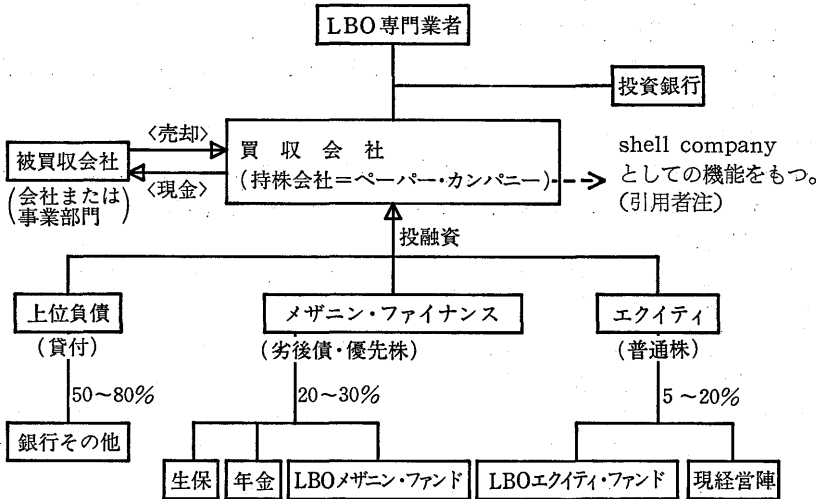 LBO専門業者
投資銀行
〈売却〉
被買収会社
〈現金〉
(会社または
事業部門)
買収会社
(持株会社=ペーパー・カンパニー)
shell company
としての機能をもつ。
(引用者注)
投融資
上位負債
(貸付)
メザニン・ファイナンス
(劣後債・優先株)
エクイティ
(普通株)
50~80%
20~30%
5~20%
銀行その他
生保
年金
LBOメザニン・ファンド
LBOエクイティ・ファンド
現経営陣